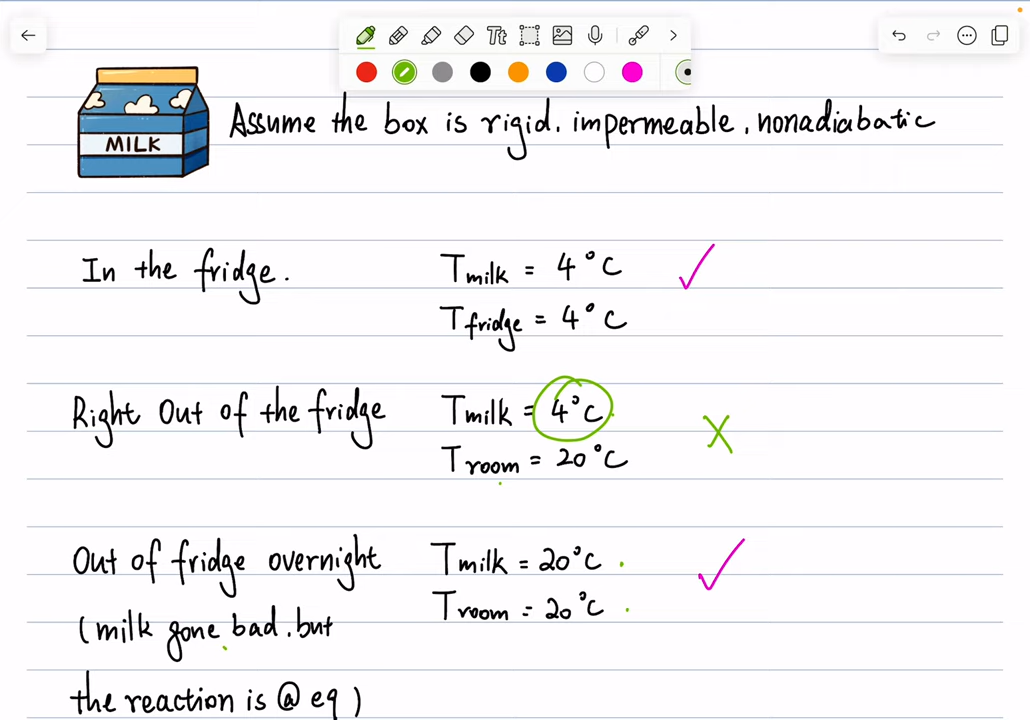 Tt
MILK
Assume the box is rigid. impermeable, nonadiabatic
In the fridge.
Tmilk = 4°C
Tfridge = 4°C
Right Out of the fridge
Tmilk = 4°C
Troom = 20°C
X
Out of fridge overnight
(milk gone bad. but
the reaction is @ eq)
Tmilk = 20°C
Troom = 20°C